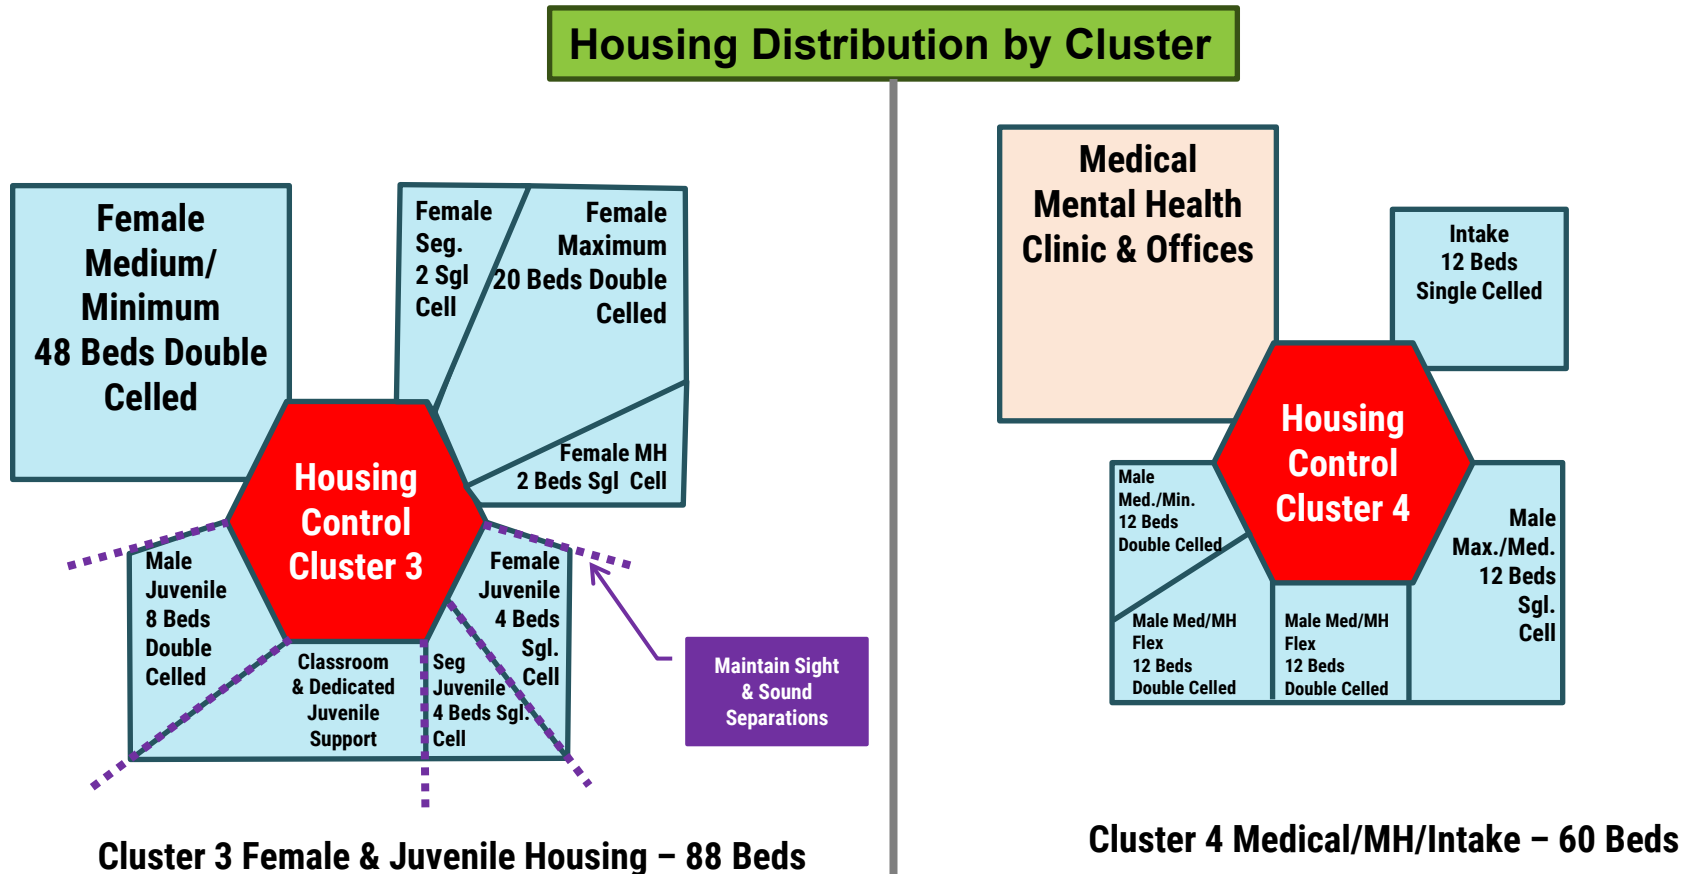 Housing Distribution by Cluster
Female
Medium/
Minimum
48 Beds Double
Celled
Female
Seg.
2 Sgl
Cell
Female
Maximum
20 Beds Double
Celled
Female MH
2 Beds Sgl Cell
Housing
Control
Cluster 3
Male
Juvenile
8 Beds
Double
Celled
Classroom
& Dedicated
Juvenile
Support
Seg
Juvenile
4 Beds Sgl.
Cell
Female
Juvenile
4 Beds
Sgl.
Cell
Maintain Sight
& Sound
Separations
Cluster 3 Female & Juvenile Housing – 88 Beds
Medical
Mental Health
Clinic & Offices
Intake
12 Beds
Single Celled
Housing
Control
Cluster 4
Male
Med./Min.
12 Beds
Double Celled
Male Med/MH
Flex
12 Beds
Double Celled
Male Med/MH
Flex
12 Beds
Double Celled
Male
Max./Med.
12 Beds
Sgl.
Cell
Cluster 4 Medical/MH/Intake – 60 Beds